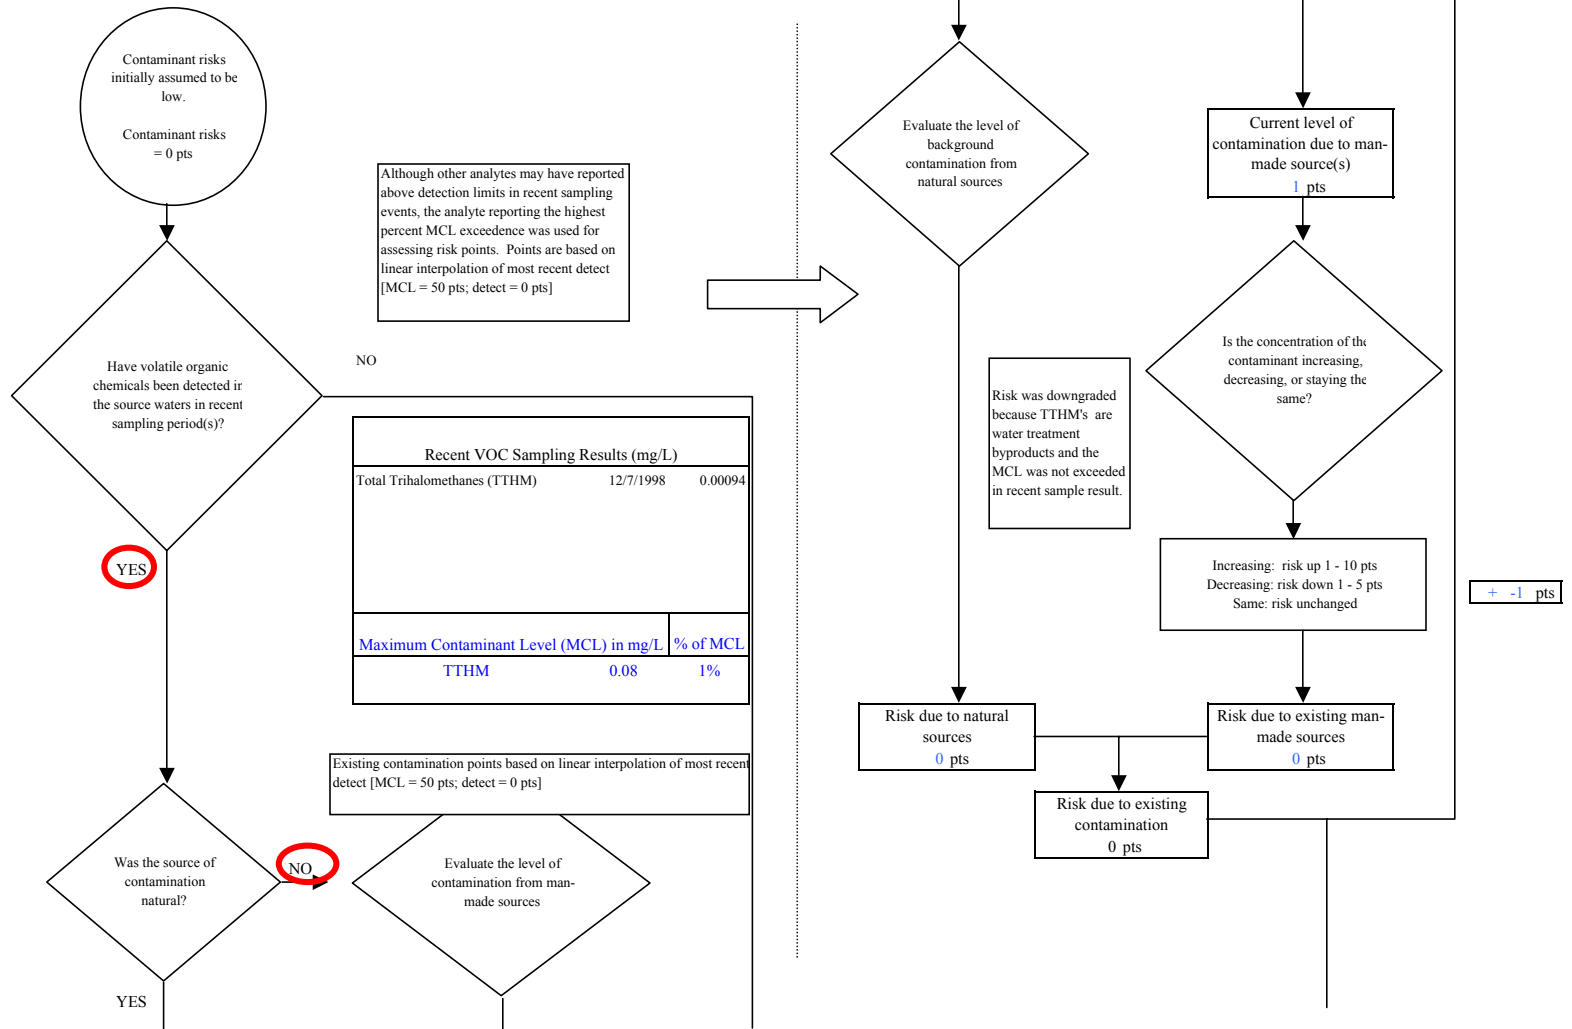 Contaminant risks
initially assumed to be
low.
Contaminant risks
= 0 pts
Although other analytes may have reported
above detection limits in recent sampling
events, the analyte reporting the highest
percent MCL exceedence was used for
assessing risk points.  Points are based on
linear interpolation of most recent detect
[MCL = 50 pts; detect = 0 pts]
Have volatile organic
chemicals been detected in
the source waters in recent
sampling period(s)?
NO
YES
Recent VOC Sampling Results (mg/L)
Total Trihalomethanes (TTHM) 12/7/1998 0.00094
Maximum Contaminant Level (MCL) in mg/L % of MCL
TTHM 0.08 1%
Existing contamination points based on linear interpolation of most recent
detect [MCL = 50 pts; detect = 0 pts]
Was the source of
contamination
natural?
NO
YES
Evaluate the level of
contamination from man-
made sources
Evaluate the level of
background
contamination from
natural sources
Current level of
contamination due to man-
made source(s)
1 pts
Is the concentration of the
contaminant increasing,
decreasing, or staying the
same?
Risk was downgraded
because TTHM's  are
water treatment
byproducts and the
MCL was not exceeded
in recent sample result.
Increasing:  risk up 1 - 10 pts
Decreasing: risk down 1 - 5 pts
Same: risk unchanged
+ -1 pts
Risk due to natural
sources
0 pts
Risk due to existing man-
made sources
0 pts
Risk due to existing
contamination
0 pts